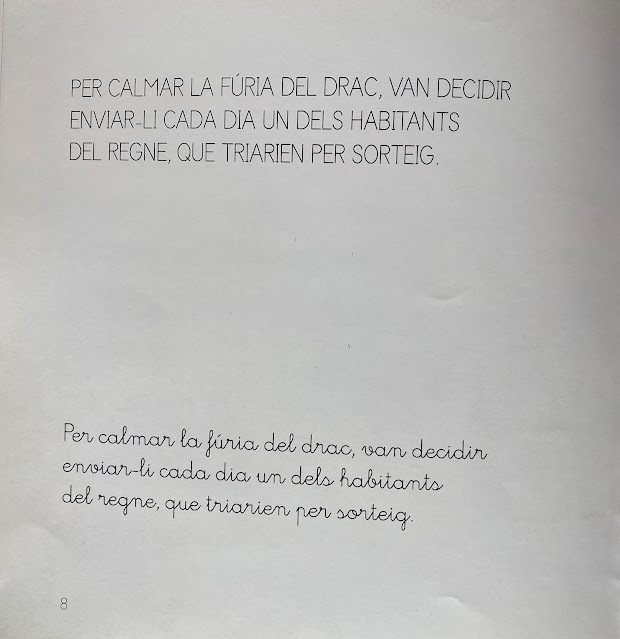 PER CALMAR LA FÚRIA DEL DRAC, VAN DECIDIR
ENVIAR-LI CADA DIA UN DELS HABITANTS
DEL REGNE, QUE TRIARIEN PER SORTEIG.
Per calmar la fúria del drac, van decidir
enviar-li cada dia un dels habitants
del regne, que triarien per sorteig.
8